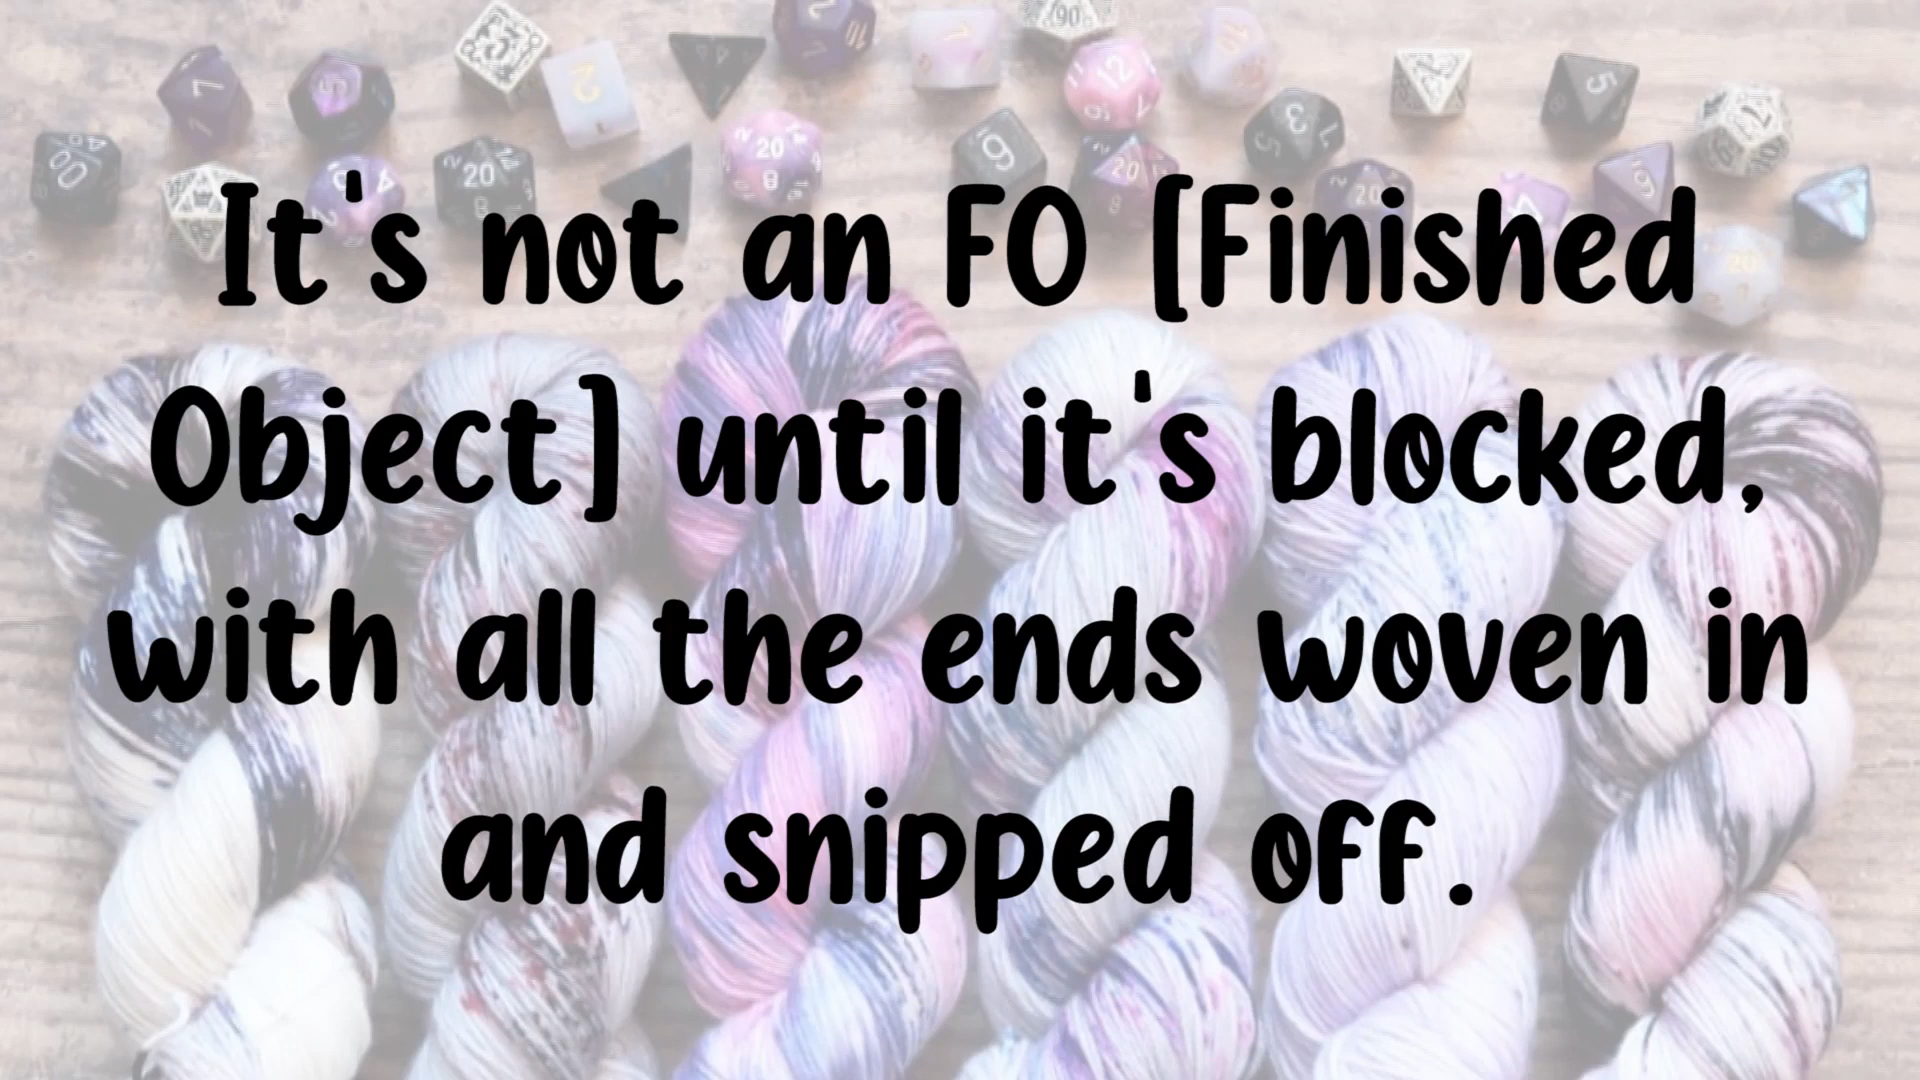 It's not an FO [Finished
Object] until it's blocked,
with all the ends woven in
and snipped off.